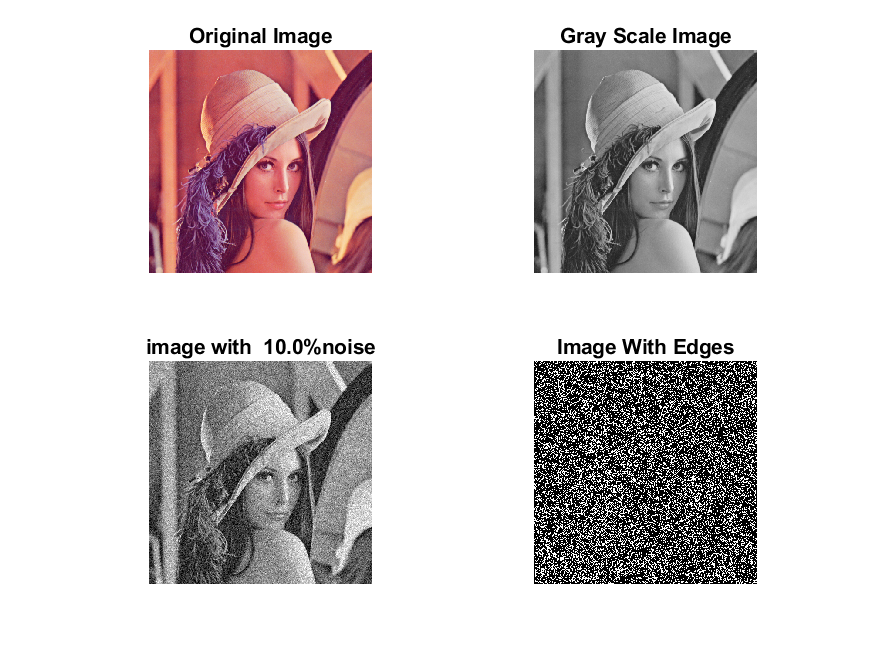 Original Image
Gray Scale Image
image with  10.0%noise
Image With Edges